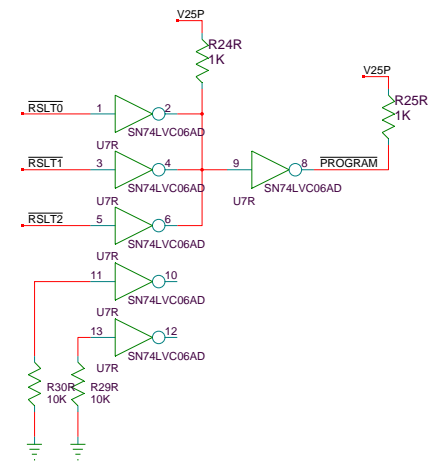 V25P
R24R
1K
V25P
R25R
1K
RSLT0
1
2
SN74LVC06AD
U7R
RSLT1
3
4
SN74LVC06AD
U7R
9
8
PROGRAM
SN74LVC06AD
U7R
RSLT2
5
6
SN74LVC06AD
U7R
11
10
SN74LVC06AD
U7R
13
12
SN74LVC06AD
U7R
R30R
10K
R29R
10K